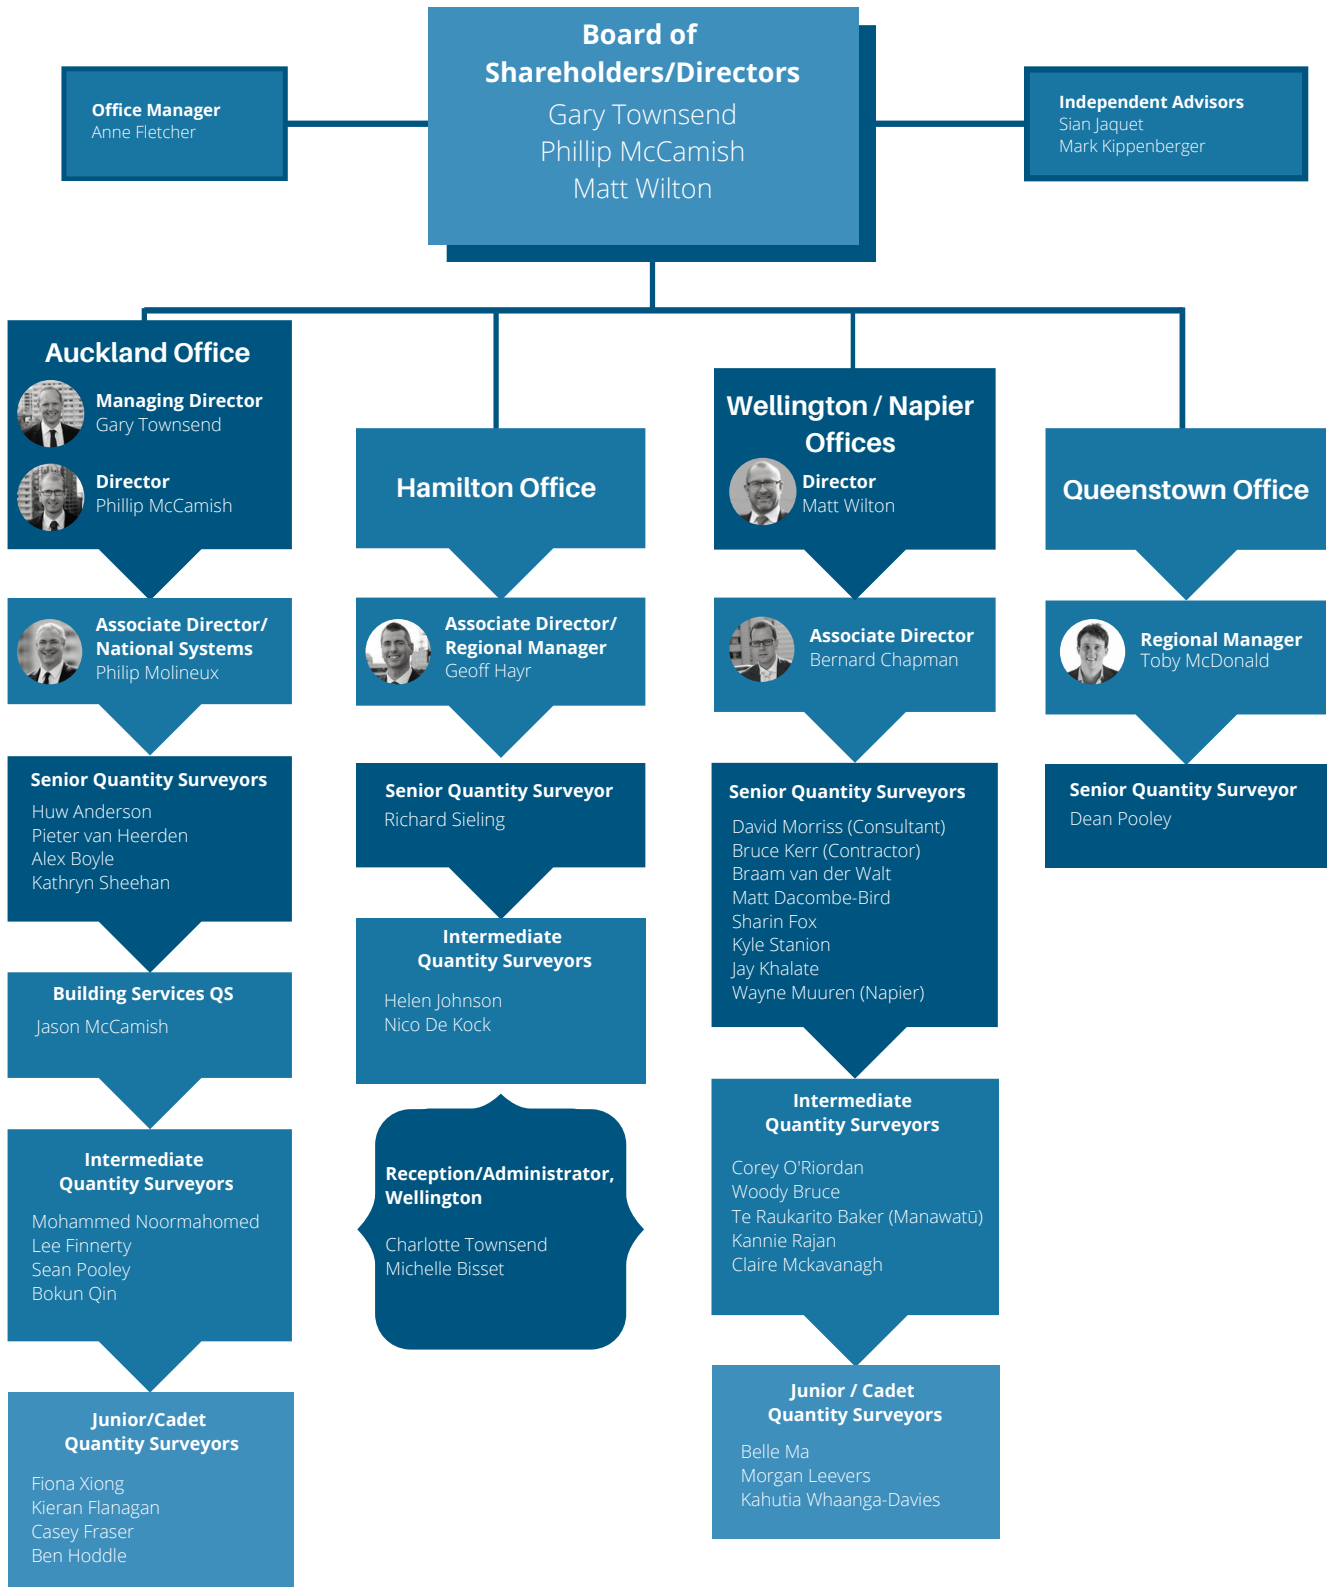 Board of
Shareholders/Directors
Gary Townsend
Phillip McCamish
Matt Wilton
Office Manager
Anne Fletcher
Independent Advisors
Sian Jaquet
Mark Kippenberger
Auckland Office
Managing Director
Gary Townsend
Director
Phillip McCamish
Associate Director/
National Systems
Philip Molineux
Senior Quantity Surveyors
Huw Anderson
Pieter van Heerden
Alex Boyle
Kathryn Sheehan
Building Services QS
Jason McCamish
Intermediate
Quantity Surveyors
Mohammed Noormahomed
Lee Finnerty
Sean Pooley
Bokun Qin
Junior/Cadet
Quantity Surveyors
Fiona Xiong
Kieran Flanagan
Casey Fraser
Ben Hoddle
Hamilton Office
Associate Director/
Regional Manager
Geoff Hayr
Senior Quantity Surveyor
Richard Sieling
Intermediate
Quantity Surveyors
Helen Johnson
Nico De Kock
Reception/Administrator,
Wellington
Charlotte Townsend
Michelle Bisset
Wellington / Napier
Offices
Director
Matt Wilton
Associate Director
Bernard Chapman
Senior Quantity Surveyors
David Morriss (Consultant)
Bruce Kerr (Contractor)
Braam van der Walt
Matt Dacombe-Bird
Sharin Fox
Kyle Stanion
Jay Khalate
Wayne Muuren (Napier)
Intermediate
Quantity Surveyors
Corey O'Riordan
Woody Bruce
Te Raukarito Baker (Manawatū)
Kannie Rajan
Claire Mckavanagh
Junior / Cadet
Quantity Surveyors
Belle Ma
Morgan Leevers
Kahutia Whaanga-Davies
Queenstown Office
Regional Manager
Toby McDonald
Senior Quantity Surveyor
Dean Pooley